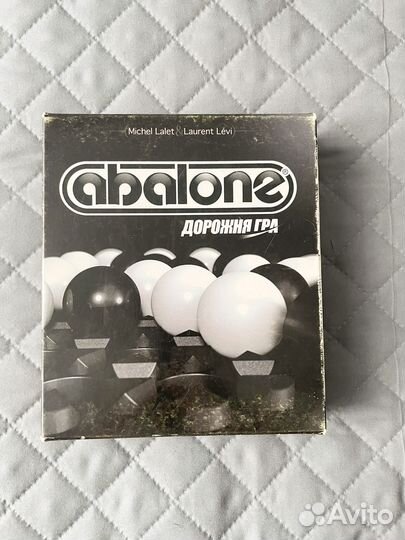 Michel Lalet & Laurent Lévi
abalone®
ДОРОЖНЯ ГРА
Avito